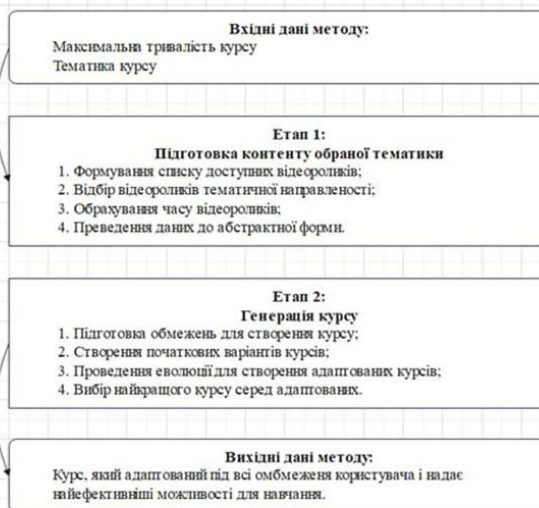 Вхідні дані методу:
Максимальна тривалість курсу
Тематика курсу
Етап 1:
Підготовка контенту обраної тематики
1. Формування списку доступних відеороликів;
2. Відбір відеороликів тематичної направленості;
3. Обрахування часу відеороликів;
4. Преведення даних до абстрактної форми.
Етап 2:
Генерація курсу
1. Підготовка обмежень для створення курсу;
2. Створення початкових варіантів курсів;
3. Проведення еволюції для створення адаптованих курсів;
4. Вибір найкращого курсу серед адаптованих.
Вихідні дані методу:
Курс, який адаптований під всі омбмеженя користувача і надає
найефективніші можливості для навчання.